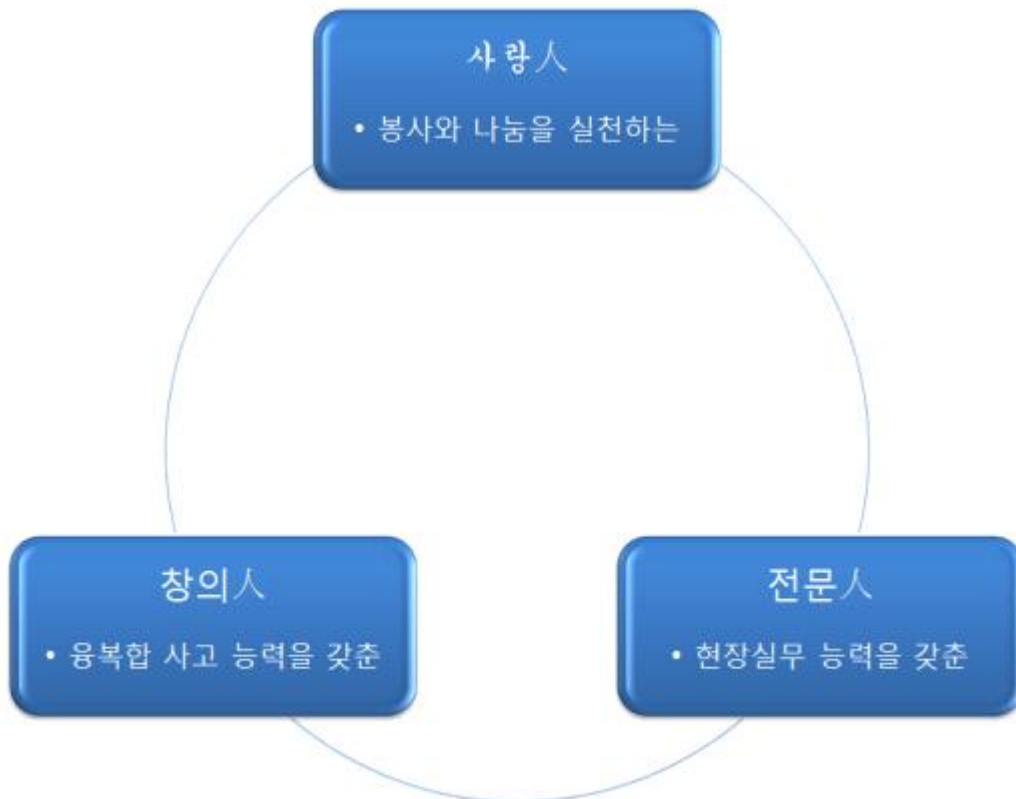 사랑人
• 봉사와 나눔을 실천하는
창의人
• 융복합 사고 능력을 갖춘
전문人
• 현장실무 능력을 갖춘